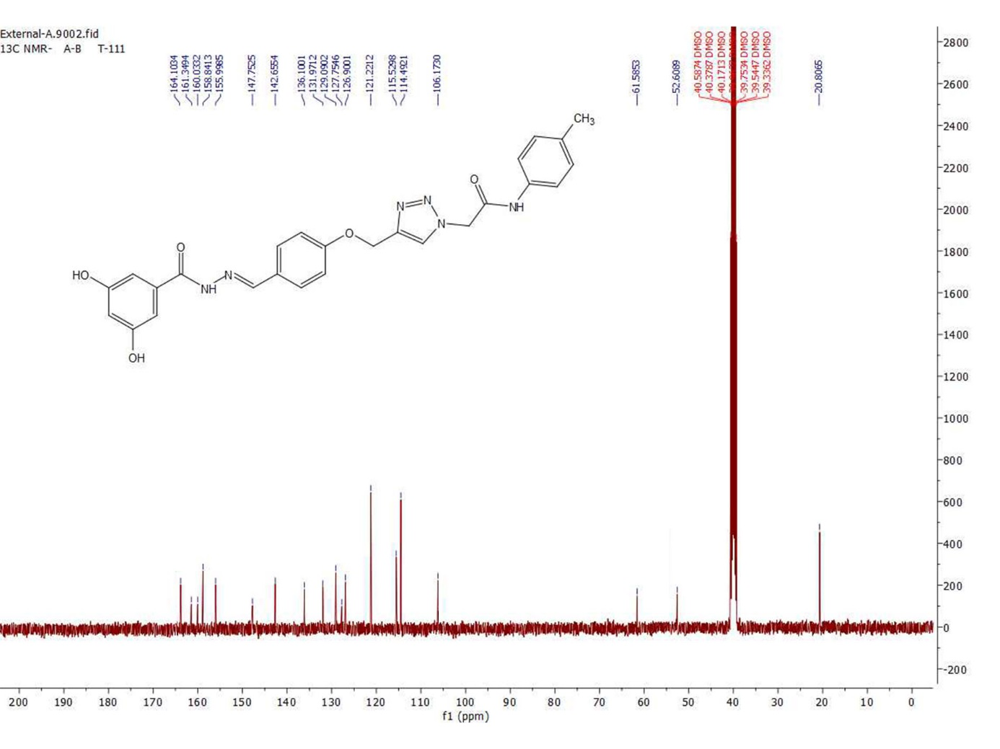 External-A.9002.fid
13C NMR- A-B T-111
164.1034
161.3494
160.0332
158.8413
155.9985
147.7525
142.6554
136.1001
131.9712
129.0902
127.7546
126.9001
121.2212
115.5298
114.4921
106.1730
61.5853
52.6089
40.5874 DMSO
40.3787 DMSO
40.1713 DMSO
39.7534 DMSO
39.5447 DMSO
39.3362 DMSO
20.8065
CH3
O
NH
N
N
N
O
O
HO
N
NH
OH
2800
2600
2400
2200
2000
1800
1600
1400
1200
1000
800
600
400
200
0
-200
200 190 180 170 160 150 140 130 120 110 100 90 80 70 60 50 40 30 20 10 0
f1 (ppm)